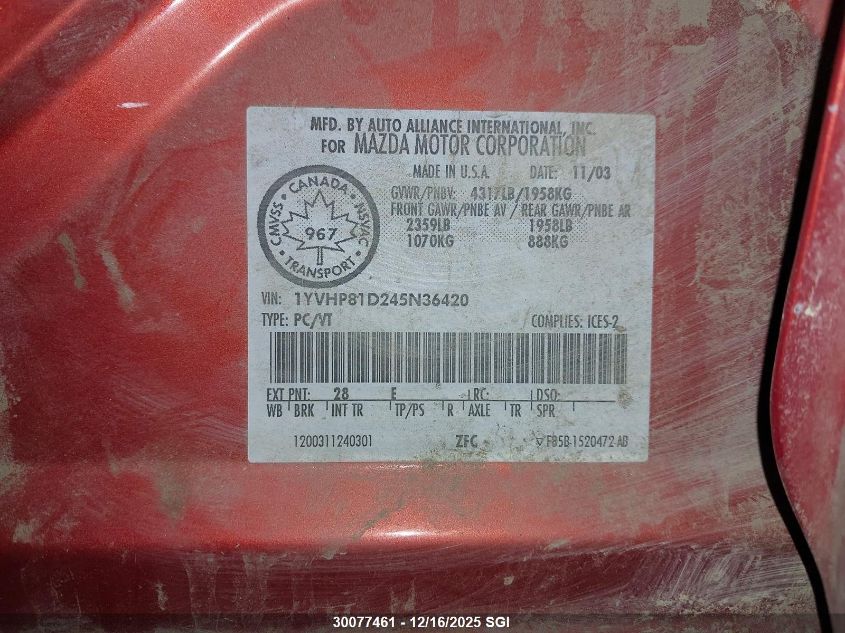 MFD. BY AUTO ALLIANCE INTERNATIONAL, INC.
FOR MAZDA MOTOR CORPORATION
MADE IN U.S.A. DATE: 11/03
GVWR/PNBV: 4317LB/1958KG
FRONT GAWR/PNBE AV / REAR GAWR/PNBE AR
2359LB 1958LB
1070KG 888KG
CANADA
CMVSS NSVAC
967
TRANSPORT
VIN: 1YVHP81D245N36420
TYPE: PC/VT COMPLIES: ICES-2
EXT PNT: 28 E RC: DSO:
WB BRK INT TR TP/PS R AXLE TR SPR
1200311240301 ZFC F85B-1520472 AB
30077461 - 12/16/2025 SGI